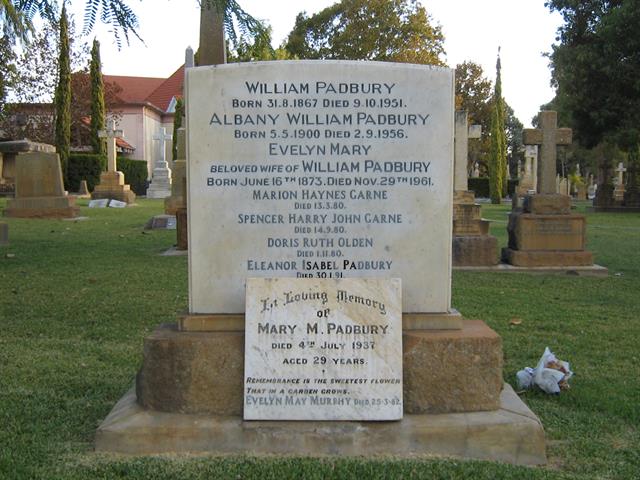 William Padbury
Born 31.8.1867 Died 9.10.1951.
Albany William Padbury
Born 5.5.1900 Died 2.9.1956.
Evelyn Mary
beloved wife of William Padbury
Born June 16th 1873. Died Nov. 29th 1961.
Marion Haynes Garne
Died 13.3.80.
Spencer Harry John Garne
Died 14.9.80.
Doris Ruth Olden
Died 1.11.80.
Eleanor Isabel Padbury
Died 30.1.91.
In Loving Memory
of
Mary M. Padbury
died 4th July 1937
aged 29 years.
Remembrance is the sweetest flower
That in a garden grows.
Evelyn May Murphy Died 25-3-82.